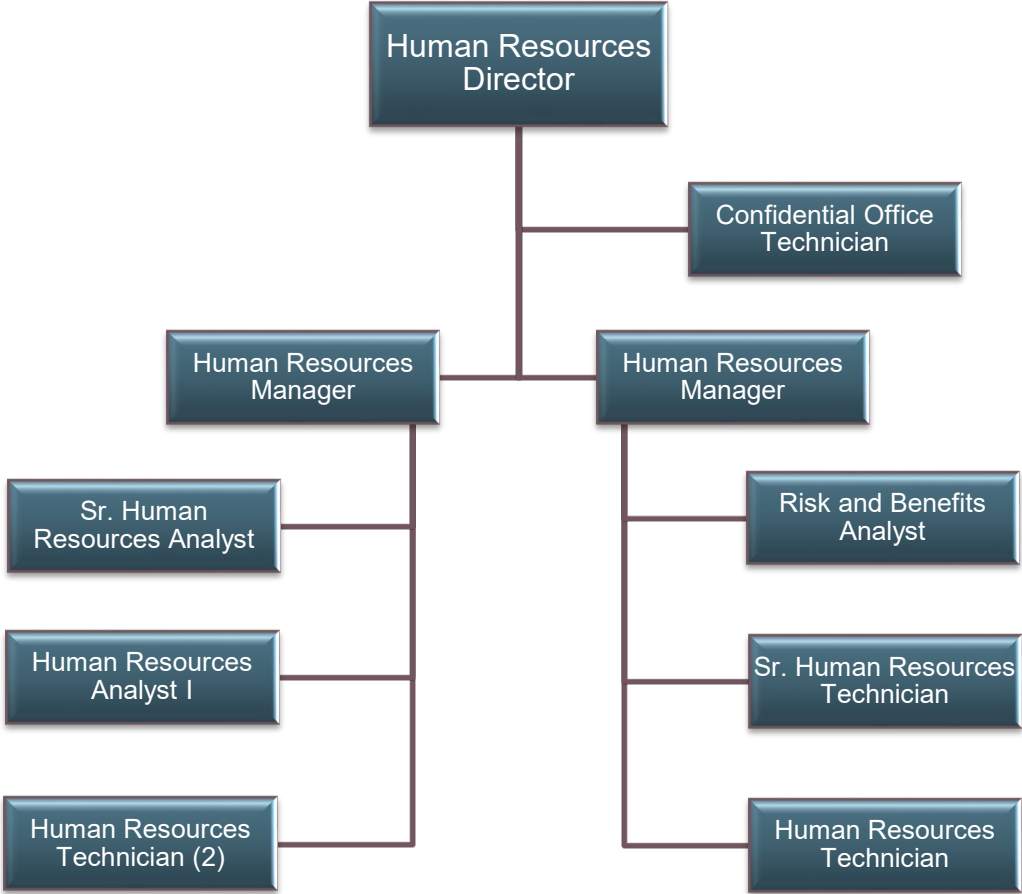 Human Resources
Director
Confidential Office
Technician
Human Resources
Manager
Human Resources
Manager
Sr. Human
Resources Analyst
Risk and Benefits
Analyst
Human Resources
Analyst I
Sr. Human Resources
Technician
Human Resources
Technician (2)
Human Resources
Technician